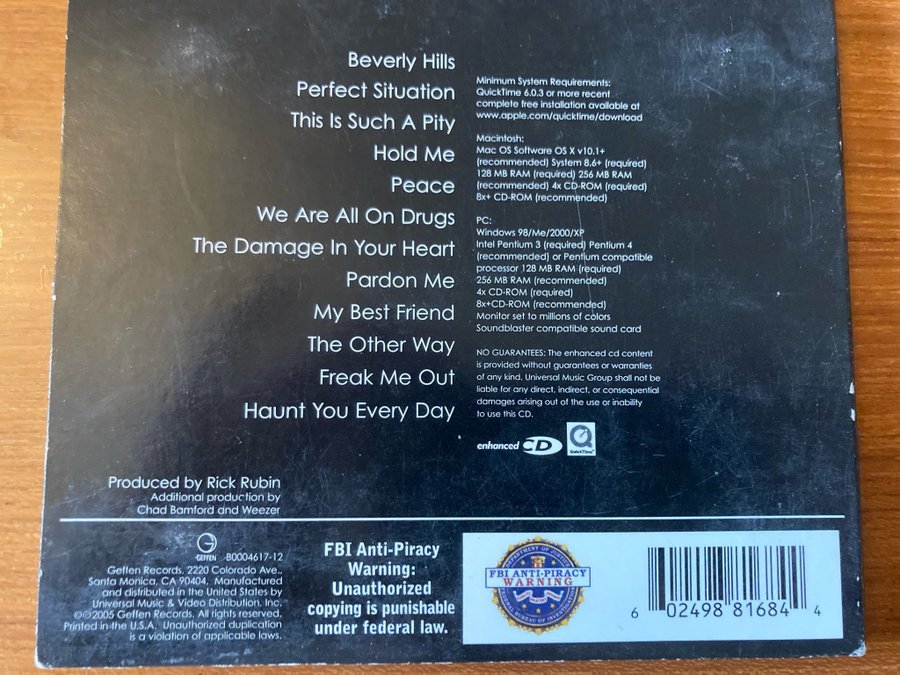 Beverly Hills
Perfect Situation
This Is Such A Pity
Hold Me
Peace
We Are All On Drugs
The Damage In Your Heart
Pardon Me
My Best Friend
The Other Way
Freak Me Out
Haunt You Every Day
Minimum System Requirements:
QuickTime 6.0.3 or more recent
complete free installation available at
www.apple.com/quicktime/download
Macintosh:
Mac OS Software OS X v10.1+
(recommended) System 8.6+ (required)
128 MB RAM (required) 256 MB RAM
(recommended) 4x CD-ROM (required)
8x+ CD-ROM (recommended)
PC:
Windows 98/Me/2000/XP
Intel Pentium 3 (required) Pentium 4
(recommended) or Pentium compatible
processor 128 MB RAM (required)
256 MB RAM (recommended)
4x CD-ROM (required)
8x+CD-ROM (recommended)
Monitor set to millions of colors
Soundblaster compatible sound card
NO GUARANTEES: The enhanced cd content
is provided without guarantees or warranties
of any kind. Universal Music Group shall not be
liable for any direct, indirect, or consequential
damages arising out of the use or inability
to use this CD.
enhanced CD
QuickTime™
Produced by Rick Rubin
Additional production by
Chad Bamford and Weezer
GEFFEN B0004617-12
Geffen Records, 2220 Colorado Ave.,
Santa Monica, CA 90404. Manufactured
and distributed in the United States by
Universal Music & Video Distribution, Inc.
©℗2005 Geffen Records. All rights reserved.
Printed in the U.S.A. Unauthorized duplication
is a violation of applicable laws.
FBI Anti-Piracy
Warning:
Unauthorized
copying is punishable
under federal law.
DEPARTMENT OF JUSTICE
FBI ANTI-PIRACY
WARNING
FEDERAL BUREAU OF INVESTIGATION
6 02498 81684 4